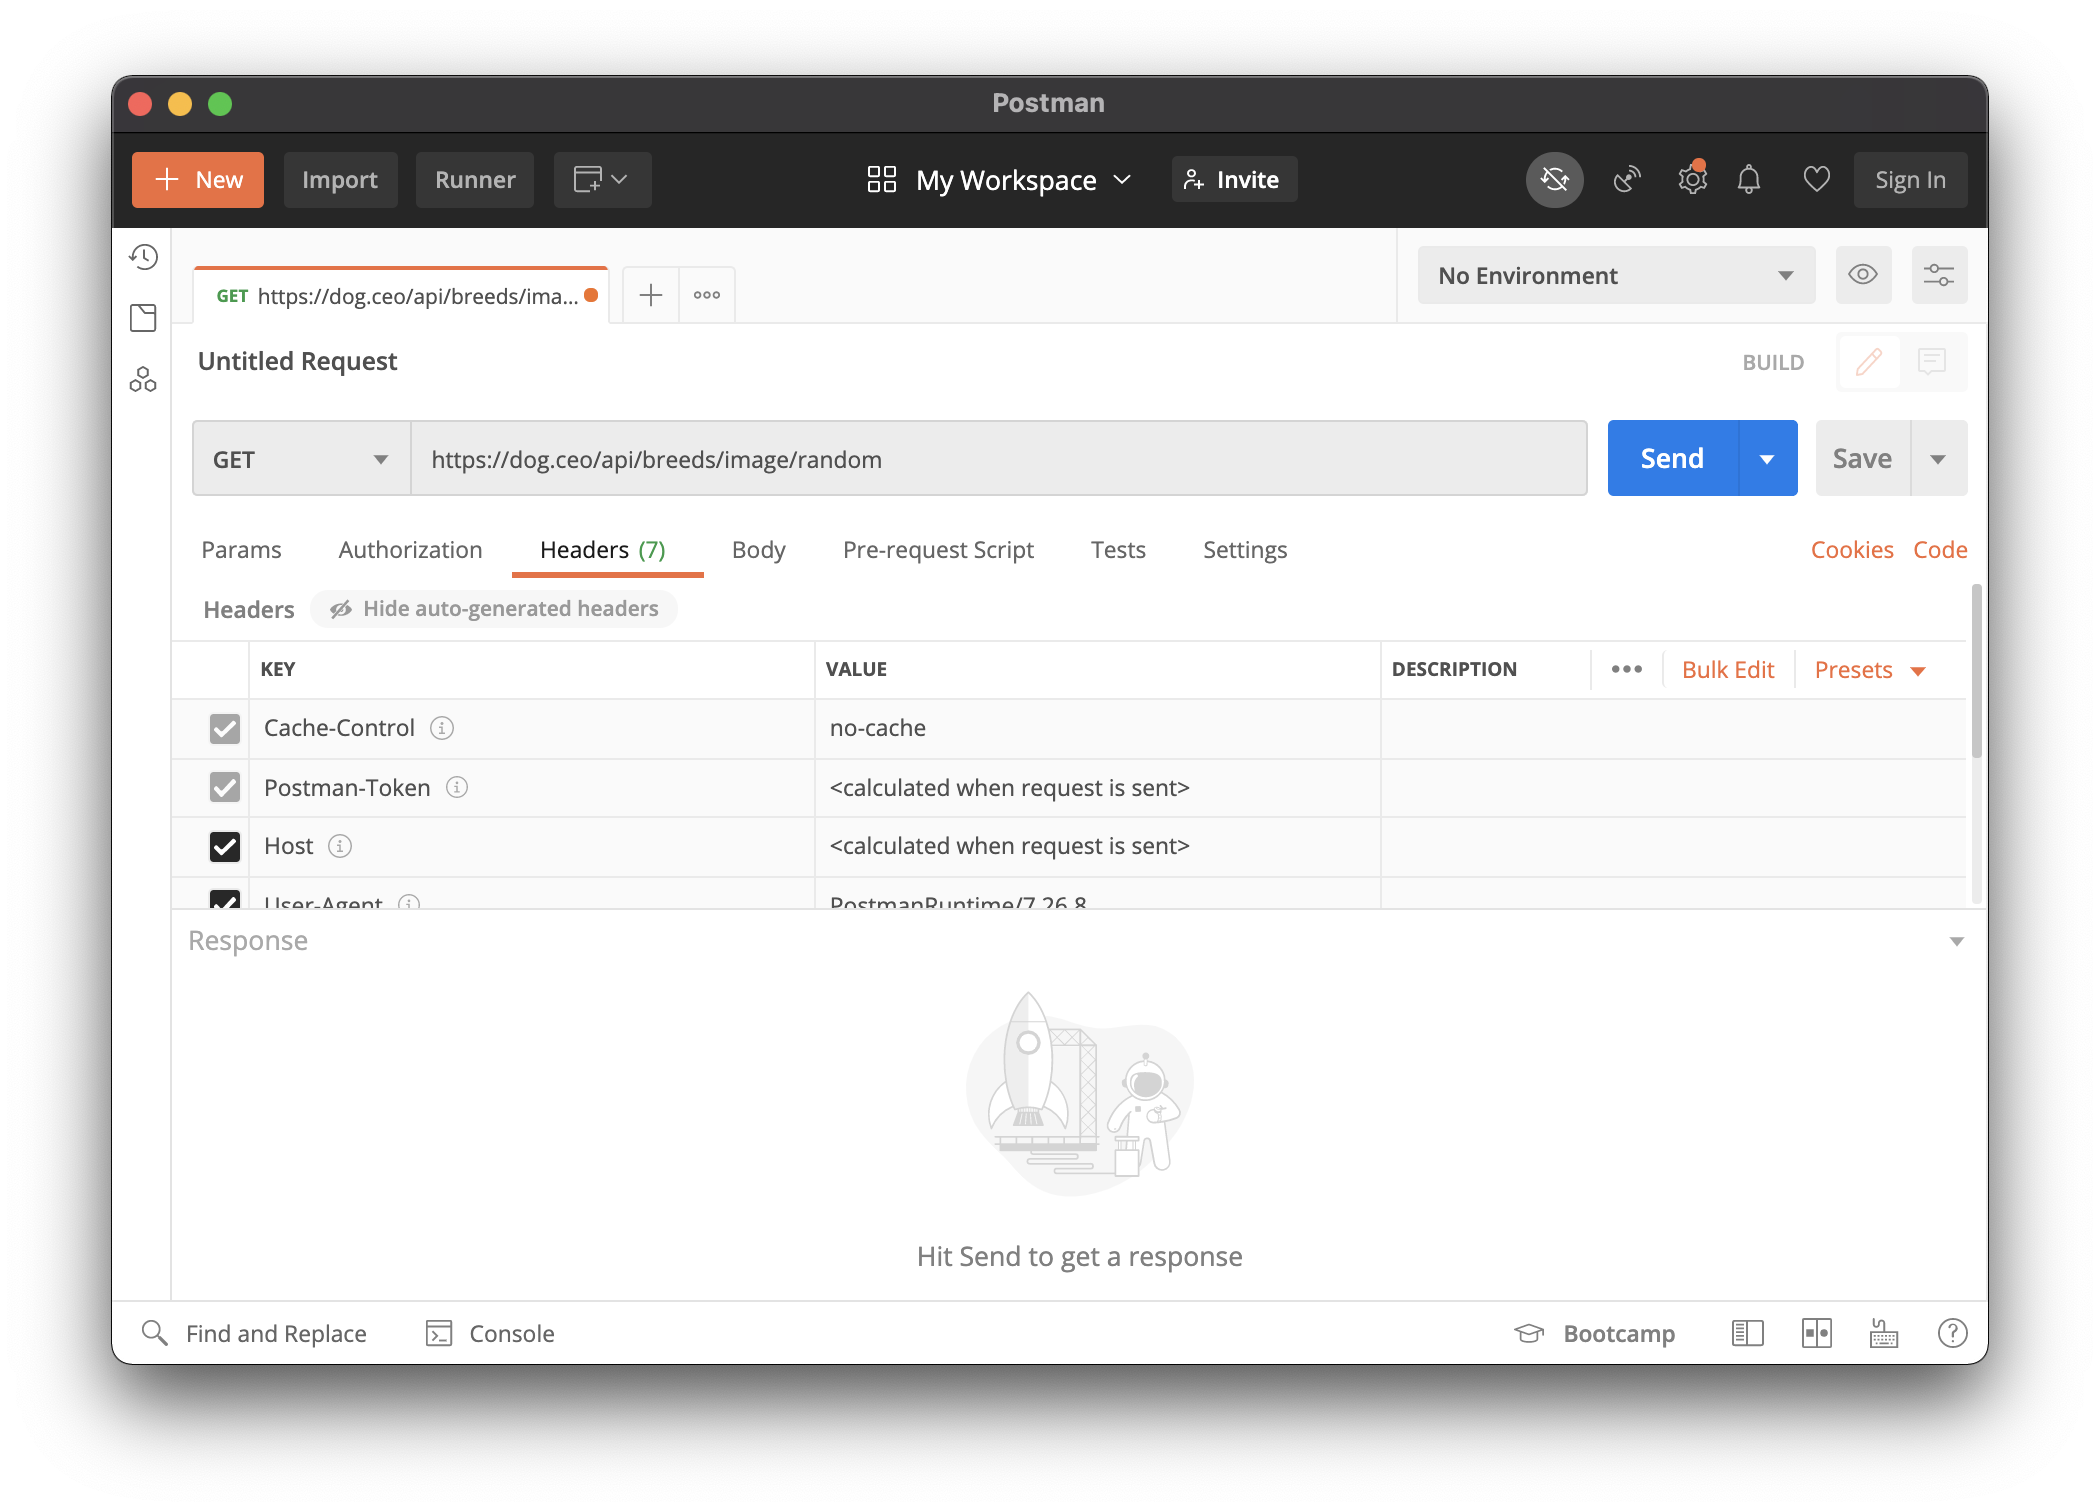 Postman
New
Import
Runner
My Workspace
Invite
Sign In
GET https://dog.ceo/api/breeds/ima...
No Environment
Untitled Request
BUILD
GET
https://dog.ceo/api/breeds/image/random
Send
Save
Params
Authorization
Headers (7)
Body
Pre-request Script
Tests
Settings
Cookies
Code
Headers
Hide auto-generated headers
KEY
VALUE
DESCRIPTION
Bulk Edit
Presets
Cache-Control
no-cache
Postman-Token
<calculated when request is sent>
Host
<calculated when request is sent>
User-Agent
PostmanRuntime/7.26.8
Response
Hit Send to get a response
Find and Replace
Console
Bootcamp